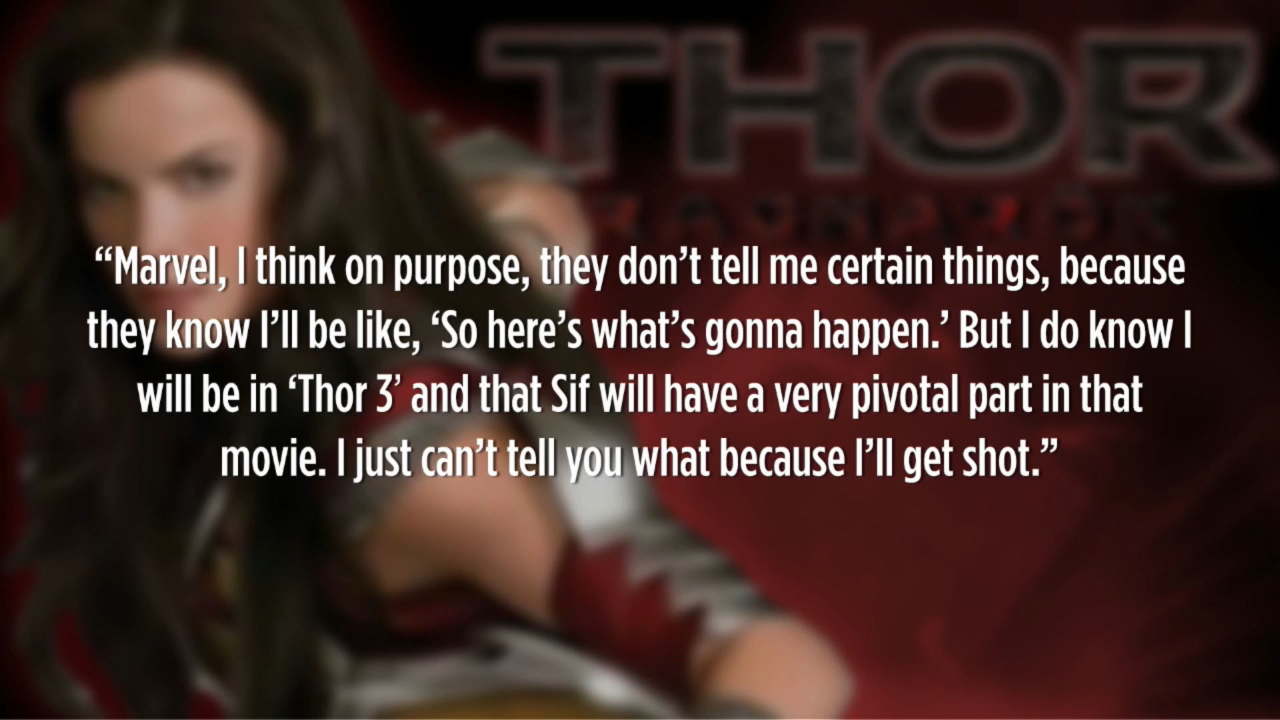 THOR
RAGNAROK
“Marvel, I think on purpose, they don’t tell me certain things, because
they know I’ll be like, ‘So here’s what’s gonna happen.’ But I do know I
will be in ‘Thor 3’ and that Sif will have a very pivotal part in that
movie. I just can’t tell you what because I’ll get shot.”